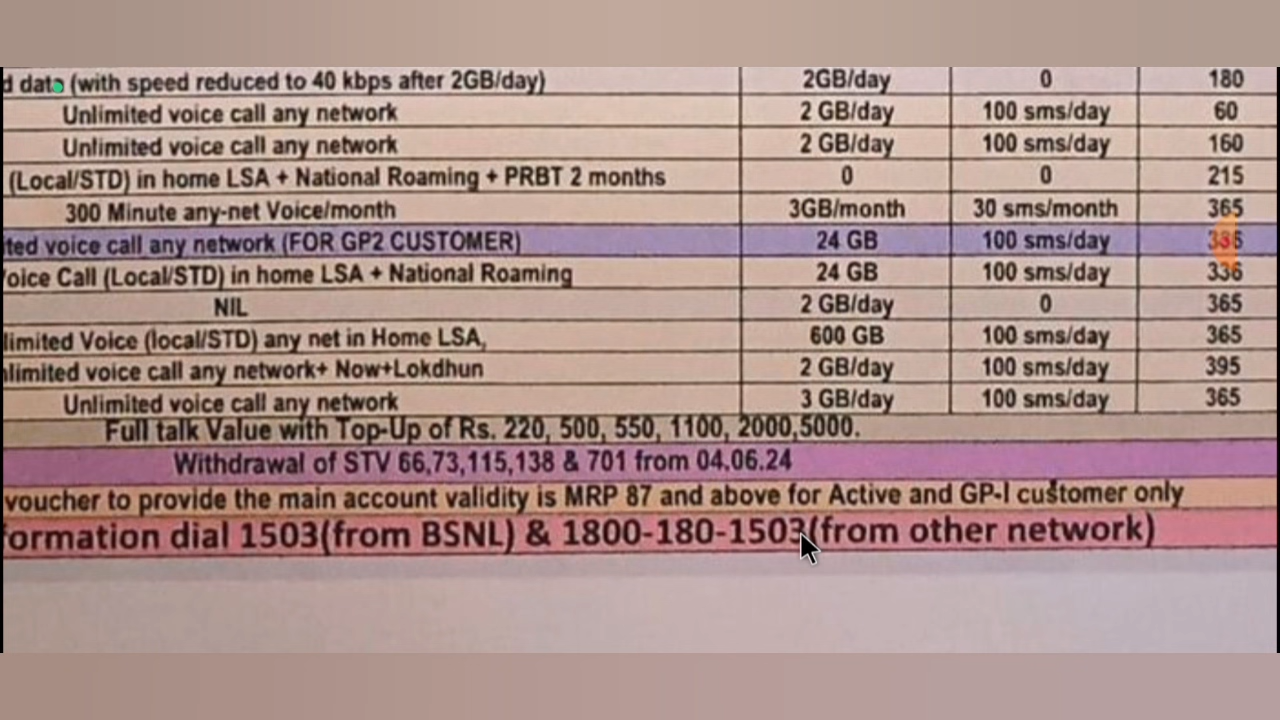 d data (with speed reduced to 40 kbps after 2GB/day) 2GB/day 0 180
Unlimited voice call any network 2 GB/day 100 sms/day 60
Unlimited voice call any network 2 GB/day 100 sms/day 160
(Local/STD) in home LSA + National Roaming + PRBT 2 months 0 0 215
300 Minute any-net Voice/month 3GB/month 30 sms/month 365
ted voice call any network (FOR GP2 CUSTOMER) 24 GB 100 sms/day 336
oice Call (Local/STD) in home LSA + National Roaming 24 GB 100 sms/day 336
NIL 2 GB/day 0 365
limited Voice (local/STD) any net in Home LSA, 600 GB 100 sms/day 365
limited voice call any network+ Now+Lokdhun 2 GB/day 100 sms/day 395
Unlimited voice call any network 3 GB/day 100 sms/day 365
Full talk Value with Top-Up of Rs. 220, 500, 550, 1100, 2000,5000.
Withdrawal of STV 66,73,115,138 & 701 from 04.06.24
voucher to provide the main account validity is MRP 87 and above for Active and GP-I customer only
formation dial 1503(from BSNL) & 1800-180-1503(from other network)